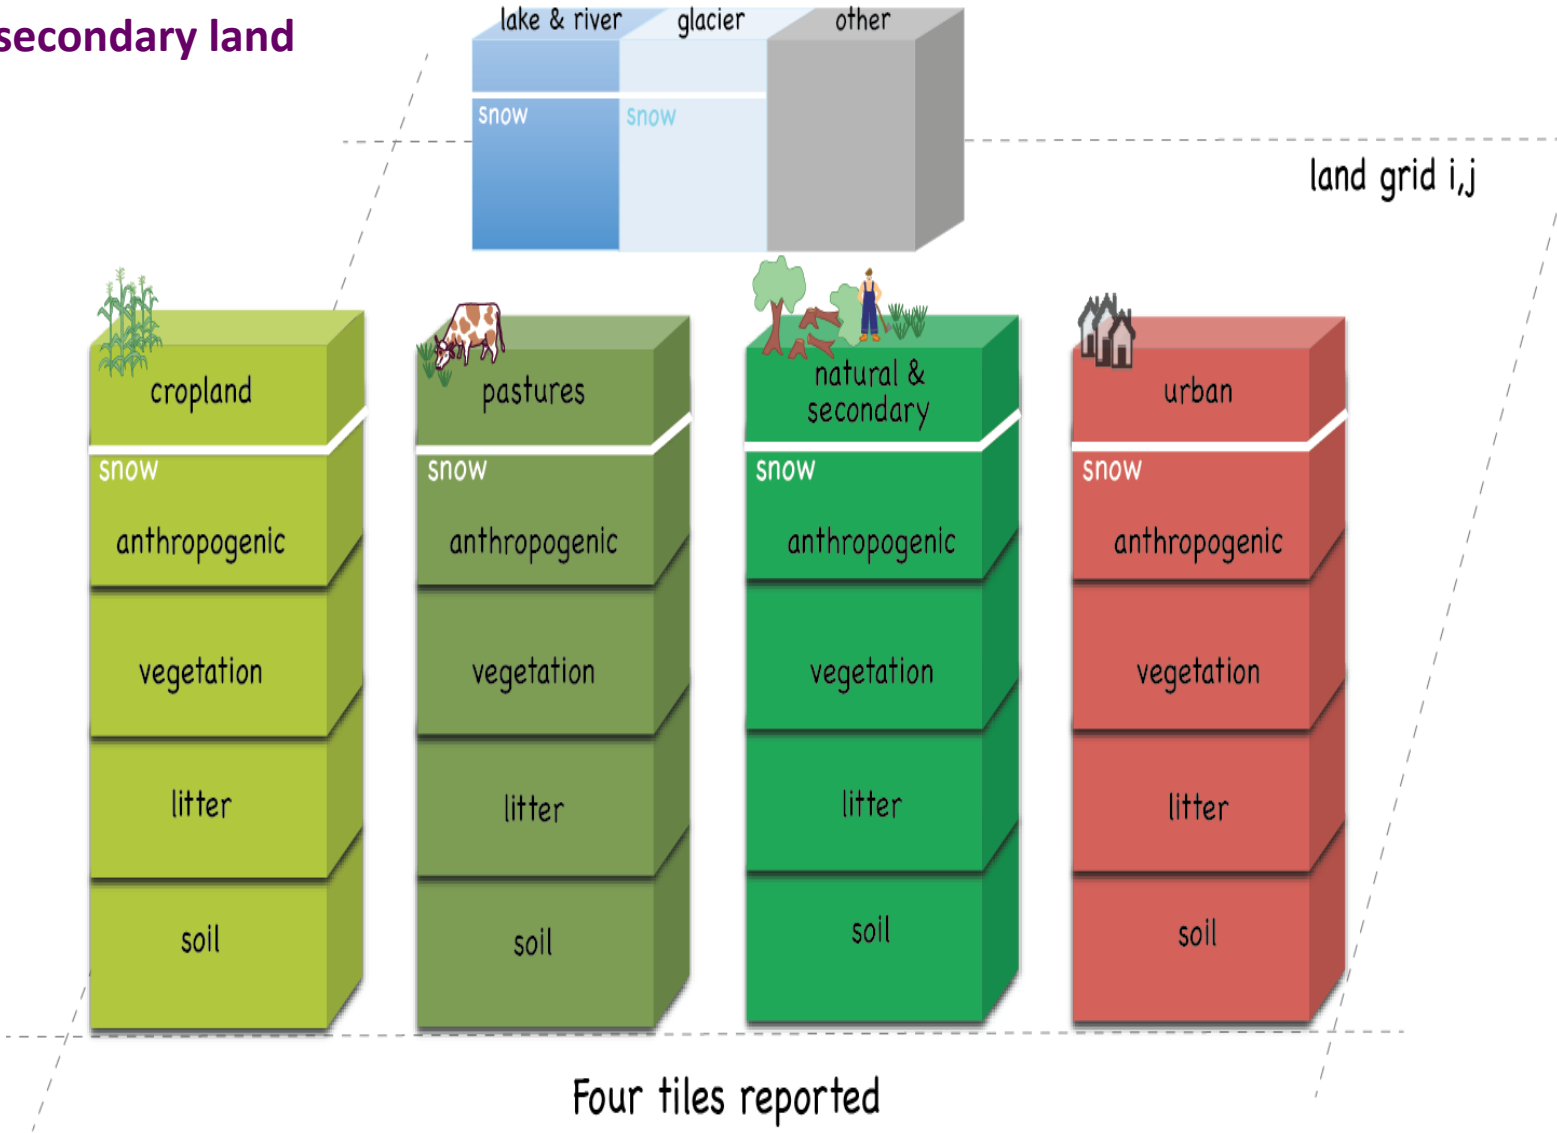 secondary land
lake & river glacier other
snow snow
land grid i,j
cropland pastures natural & secondary urban
snow snow snow snow
anthropogenic anthropogenic anthropogenic anthropogenic
vegetation vegetation vegetation vegetation
litter litter litter litter
soil soil soil soil
Four tiles reported